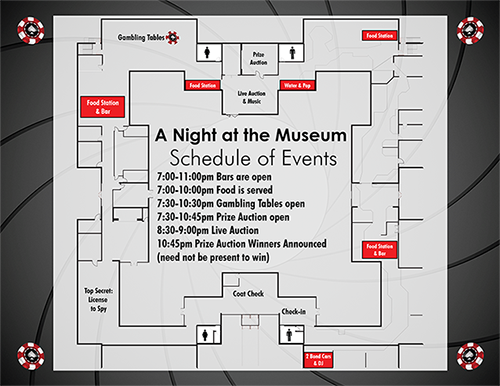 Gambling Tables
Food Station
Prize
Auction
Food Station
Water & Pop
Live Auction
& Music
Food Station
& Bar
A Night at the Museum
Schedule of Events
7:00-11:00pm Bars are open
7:00-10:00pm Food is served
7:30-10:30pm Gambling Tables open
7:30-10:45pm Prize Auction open
8:30-9:00pm Live Auction
10:45pm Prize Auction Winners Announced
(need not be present to win)
Food Station
& Bar
Top Secret:
License
to Spy
Coat Check
Check-in
2 Bond Cars
& DJ